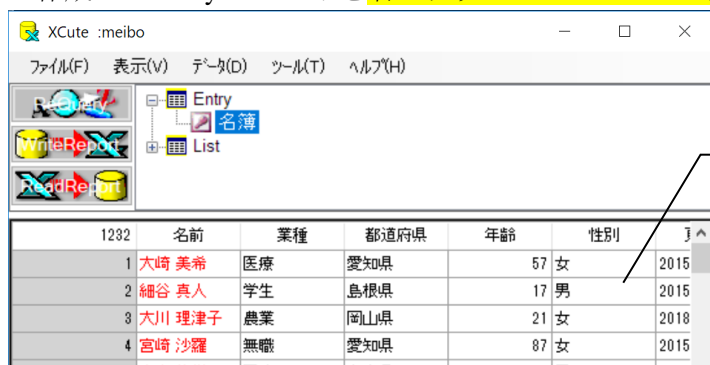 XCute :meibo
ﾌｧｲﾙ(F) 表示(V) ﾃﾞｰﾀ(D) ﾂｰﾙ(T) ﾍﾙﾌﾟ(H)
ReQuery
WriteReport
ReadReport
Entry
名簿
List
1232 名前 業種 都道府県 年齢 性別
1 大崎 美希 医療 愛知県 57 女 2015
2 細谷 真人 学生 島根県 17 男 2015
3 大川 理津子 農業 岡山県 21 女 2018
4 宮崎 沙羅 無職 愛知県 87 女 2015